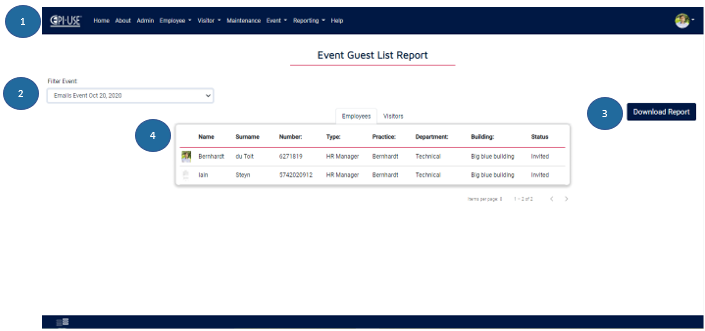 1
GPI-USE
Home About Admin Employee Visitor Maintenance Event Reporting Help
Event Guest List Report
Filter Event:
2
Emails Event Oct 20, 2020
3
Download Report
Employees Visitors
4
Name Surname Number: Type: Practice: Department: Building: Status
Bernhardt du Toit 6271819 HR Manager Bernhardt Technical Big blue building Invited
Iain Steyn 5742020912 HR Manager Bernhardt Technical Big blue building Invited
Items per page: 5 1 – 2 of 2